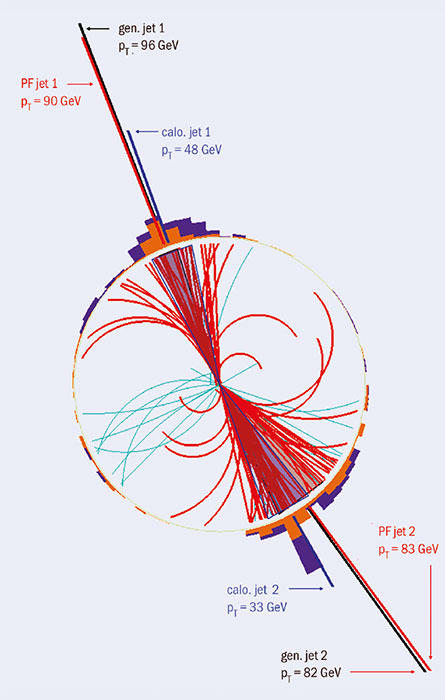 gen. jet 1
pT = 96 GeV
PF jet 1
pT = 90 GeV
calo. jet 1
pT = 48 GeV
PF jet 2
pT = 83 GeV
calo. jet 2
pT = 33 GeV
gen. jet 2
pT = 82 GeV